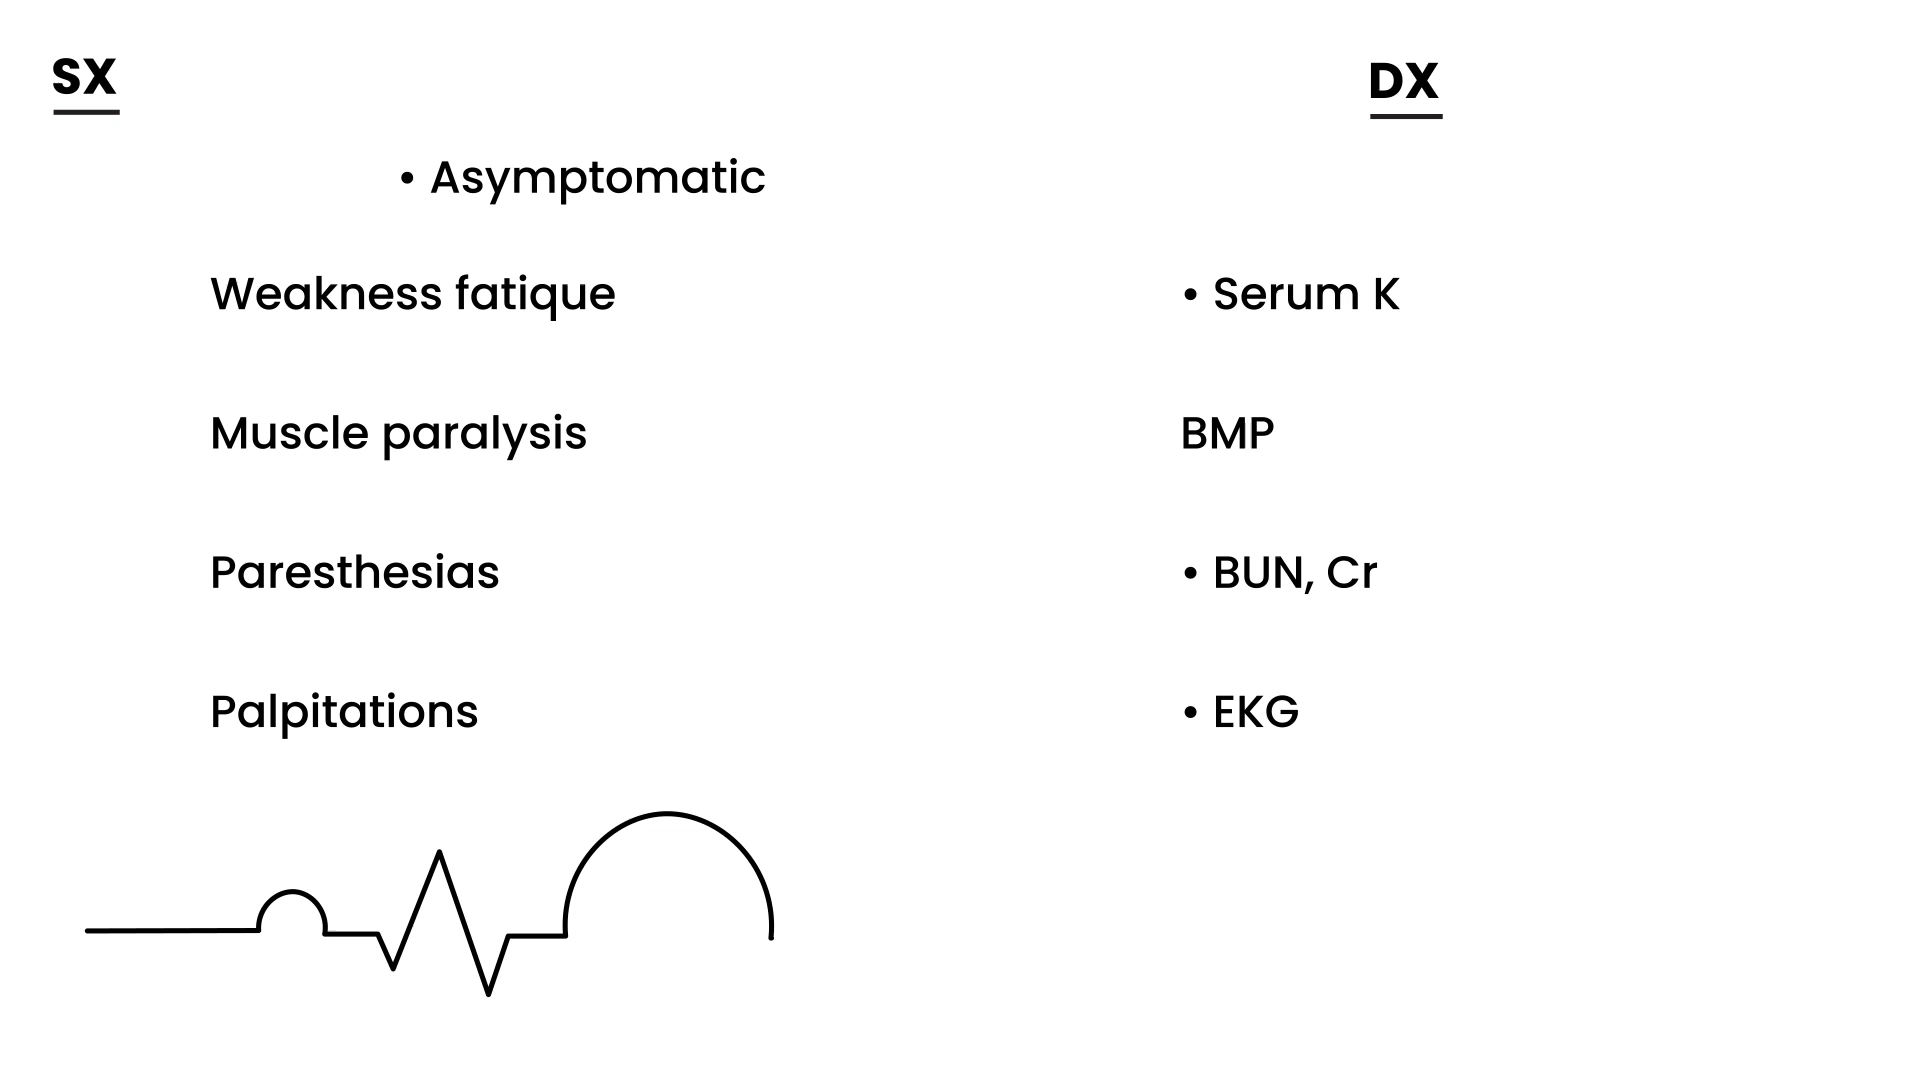 SX
• Asymptomatic
Weakness fatique
Muscle paralysis
Paresthesias
Palpitations
DX
• Serum K
BMP
• BUN, Cr
• EKG